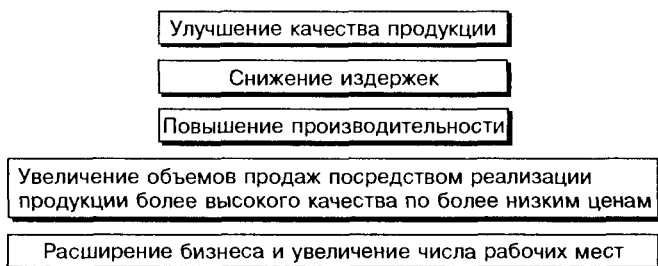 Улучшение качества продукции
Снижение издержек
Повышение производительности
Увеличение объемов продаж посредством реализации
продукции более высокого качества по более низким ценам
Расширение бизнеса и увеличение числа рабочих мест